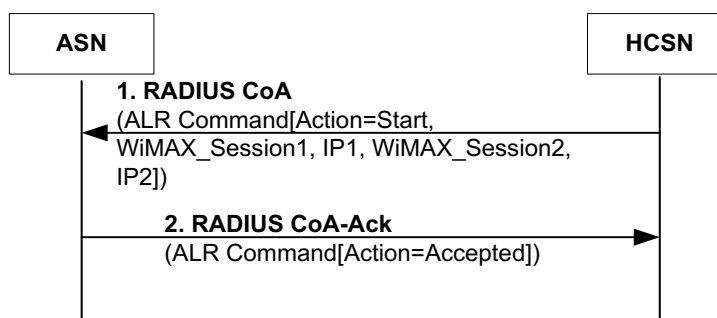 ASN
HCSN
1. RADIUS CoA
(ALR Command[Action=Start,
WiMAX_Session1, IP1, WiMAX_Session2,
IP2])
2. RADIUS CoA-Ack
(ALR Command[Action=Accepted])